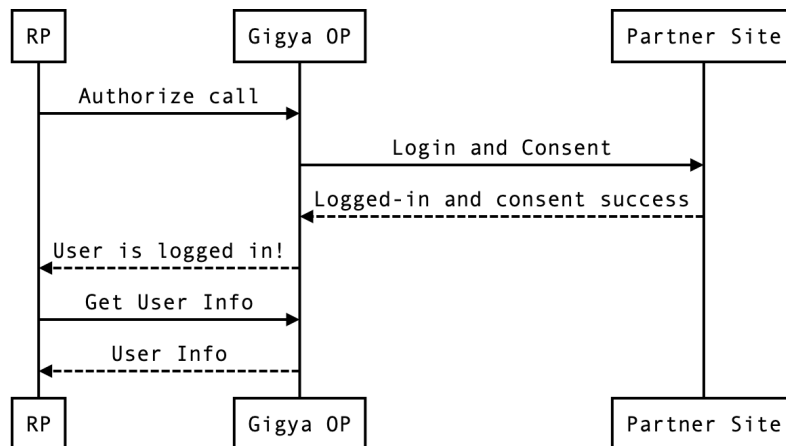 RP
Gigya OP
Partner Site
Authorize call
Login and Consent
Logged-in and consent success
User is logged in!
Get User Info
User Info
RP
Gigya OP
Partner Site